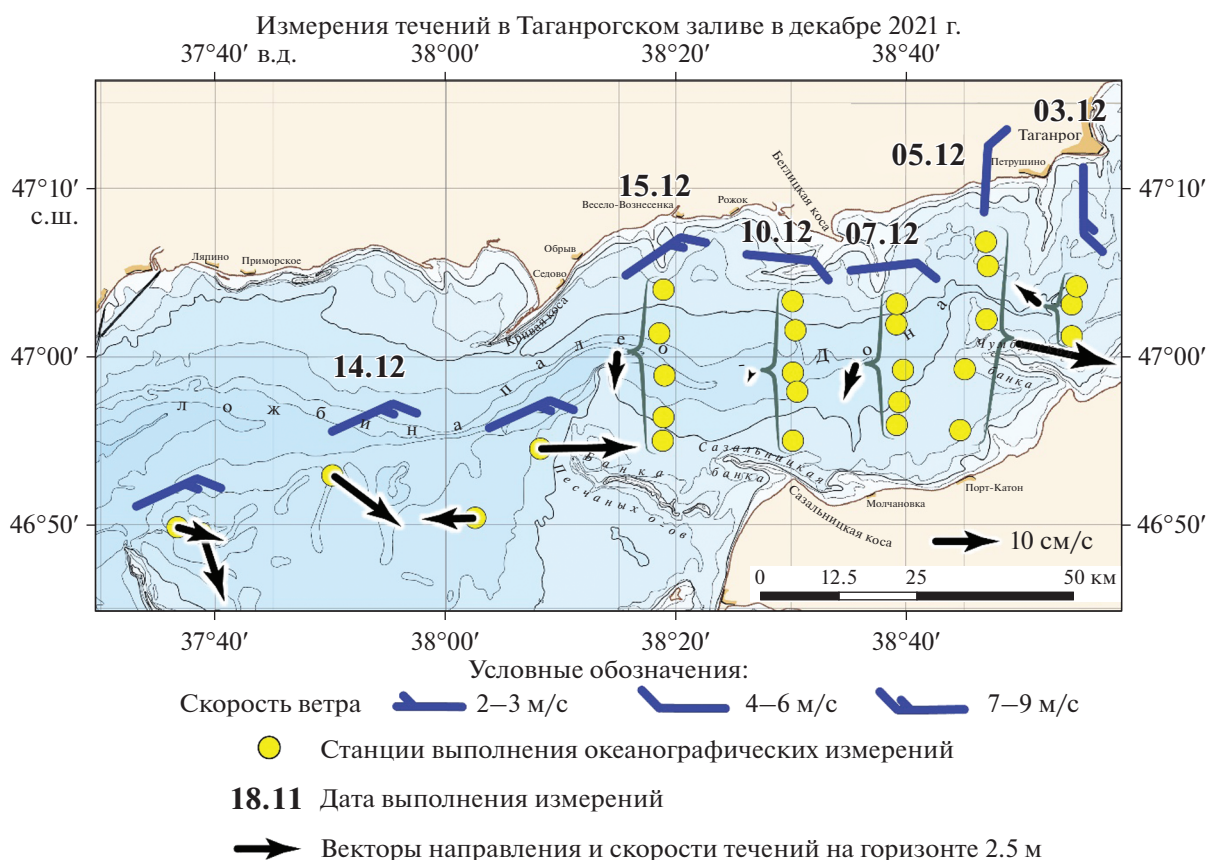 Измерения течений в Таганрогском заливе в декабре 2021 г.
37°40′ в.д. 38°00′ 38°20′ 38°40′
03.12
Таганрог
05.12
Петрушино
47°10′ с.ш.
47°10′
15.12
Весело-Вознесенка
Рожок
Беглицкая коса
10.12
07.12
Ляпино
Приморское
Обрыв
Седово
Кривая коса
47°00′
47°00′
14.12
ложбина палеоДона
банка
Банка Песчаных о-гов
Сазальницкая банка
Сазальницкая коса
Молчановка
Порт-Катон
46°50′
46°50′
10 см/с
0 12.5 25 50 км
37°40′ 38°00′ 38°20′ 38°40′
Условные обозначения:
Скорость ветра 2–3 м/с 4–6 м/с 7–9 м/с
Станции выполнения океанографических измерений
18.11 Дата выполнения измерений
Векторы направления и скорости течений на горизонте 2.5 м